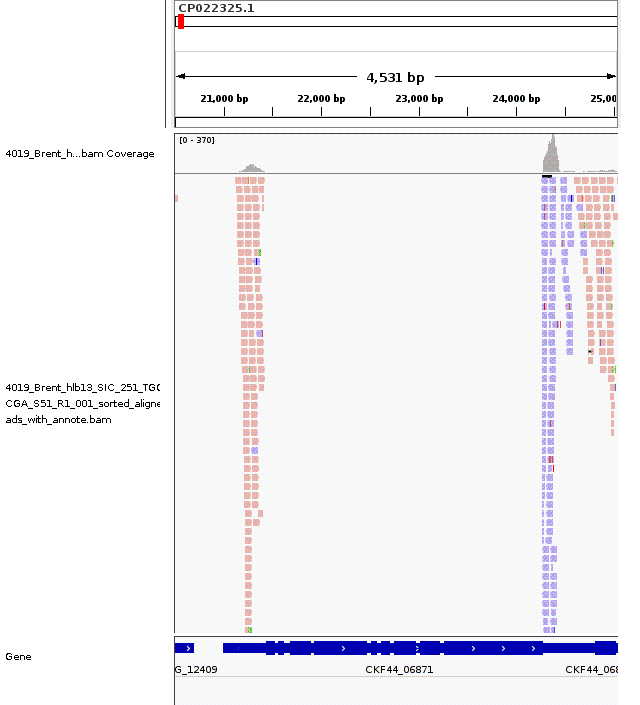 CP022325.1
4,531 bp
21,000 bp 22,000 bp 23,000 bp 24,000 bp 25,00
[0 - 370]
4019_Brent_h...bam Coverage
4019_Brent_hlb13_SIC_251_TGC
CGA_S51_R1_001_sorted_aligne
ads_with_annote.bam
Gene
G_12409 CKF44_06871 CKF44_068